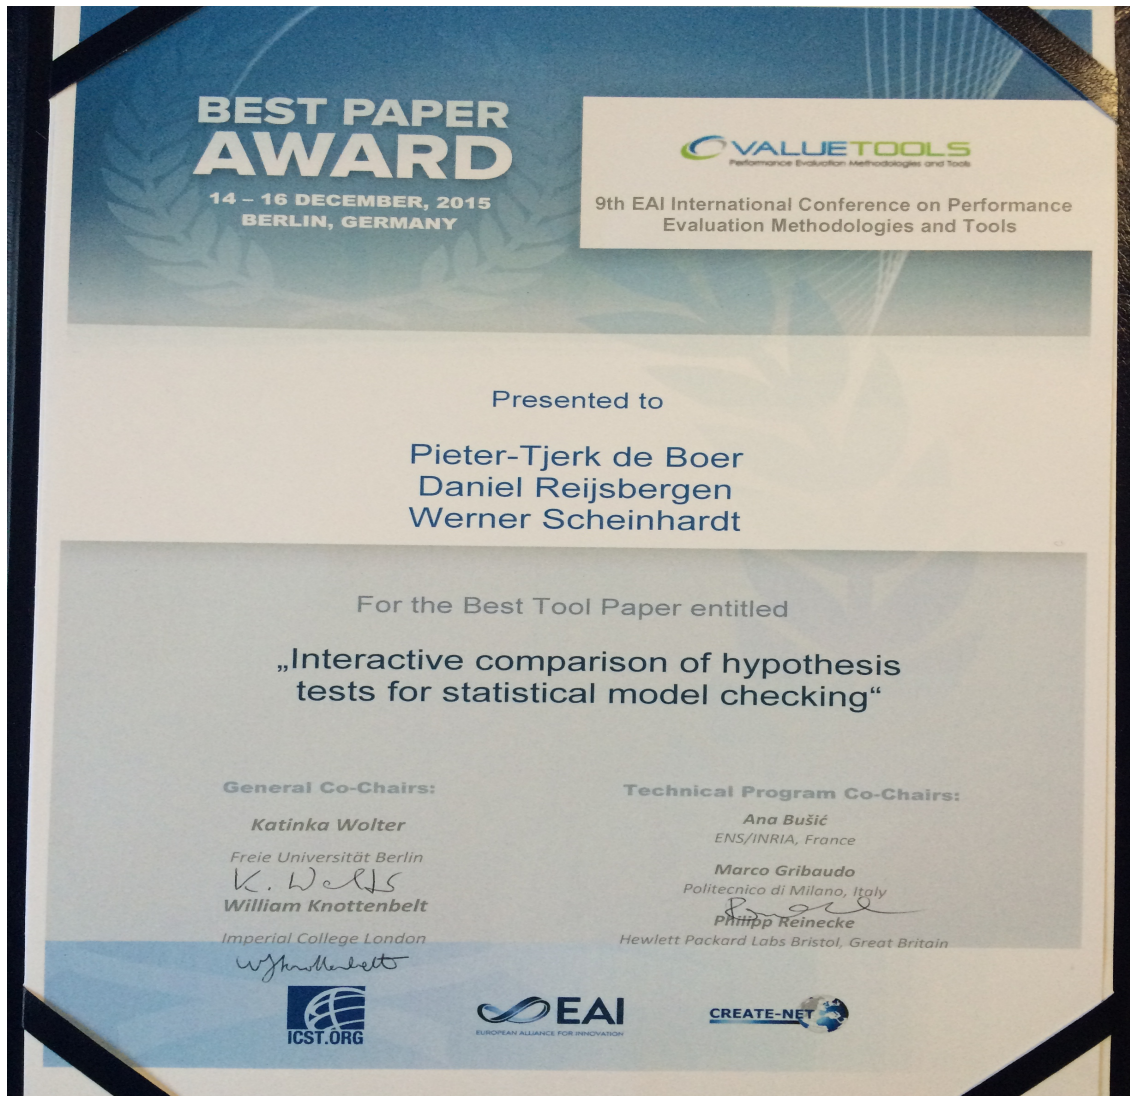 BEST PAPER
AWARD
14 – 16 DECEMBER, 2015
BERLIN, GERMANY
VALUETOOLS
Performance Evaluation Methodologies and Tools
9th EAI International Conference on Performance
Evaluation Methodologies and Tools
Presented to
Pieter-Tjerk de Boer
Daniel Reijsbergen
Werner Scheinhardt
For the Best Tool Paper entitled
„Interactive comparison of hypothesis
tests for statistical model checking“
General Co-Chairs:
Katinka Wolter
Freie Universität Berlin
K. Wolter
William Knottenbelt
Imperial College London
WJKnottenbelt
Technical Program Co-Chairs:
Ana Bušić
ENS/INRIA, France
Marco Gribaudo
Politecnico di Milano, Italy
Philipp Reinecke
Hewlett Packard Labs Bristol, Great Britain
ICST.ORG
EAI
EUROPEAN ALLIANCE FOR INNOVATION
CREATE-NET